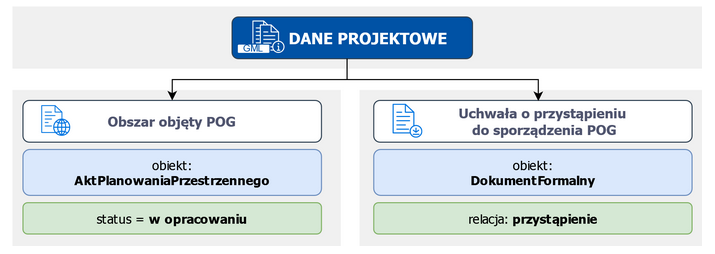 GML
DANE PROJEKTOWE
Obszar objęty POG
obiekt:
AktPlanowaniaPrzestrzennego
status = w opracowaniu
Uchwała o przystąpieniu
do sporządzenia POG
obiekt:
DokumentFormalny
relacja: przystąpienie